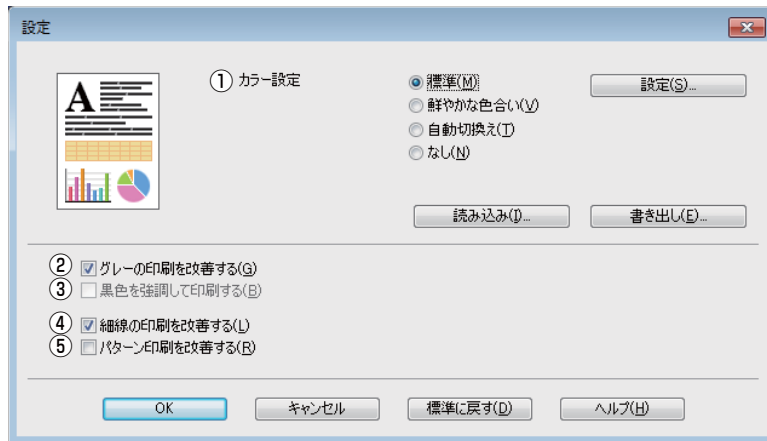 設定
A
① カラー設定
標準(M)
設定(S)...
鮮やかな色合い(V)
自動切換え(T)
なし(N)
読み込み(I)...
書き出し(E)...
② グレーの印刷を改善する(G)
③ 黒色を強調して印刷する(B)
④ 細線の印刷を改善する(L)
⑤ パターン印刷を改善する(R)
OK
キャンセル
標準に戻す(D)
ヘルプ(H)